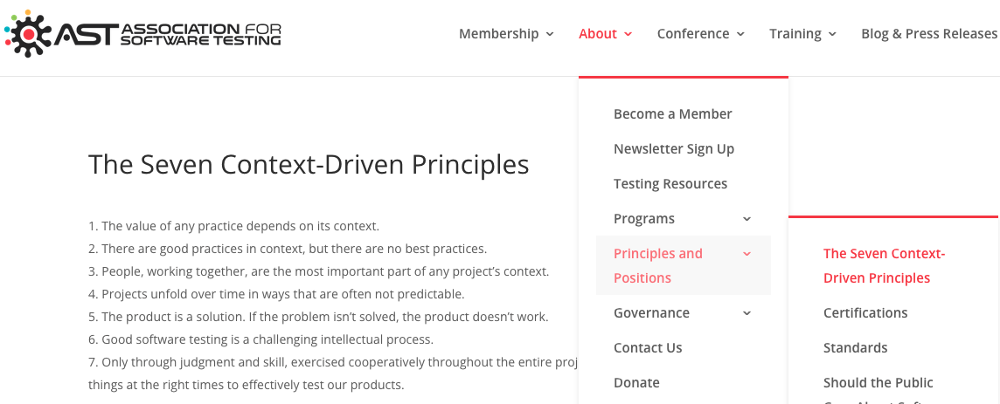 AST ASSOCIATION FOR
SOFTWARE TESTING
Membership
About
Conference
Training
Blog & Press Releases
The Seven Context-Driven Principles
1. The value of any practice depends on its context.
2. There are good practices in context, but there are no best practices.
3. People, working together, are the most important part of any project’s context.
4. Projects unfold over time in ways that are often not predictable.
5. The product is a solution. If the problem isn’t solved, the product doesn’t work.
6. Good software testing is a challenging intellectual process.
7. Only through judgment and skill, exercised cooperatively throughout the entire proj
things at the right times to effectively test our products.
Become a Member
Newsletter Sign Up
Testing Resources
Programs
Principles and
Positions
Governance
Contact Us
Donate
The Seven Context-
Driven Principles
Certifications
Standards
Should the Public